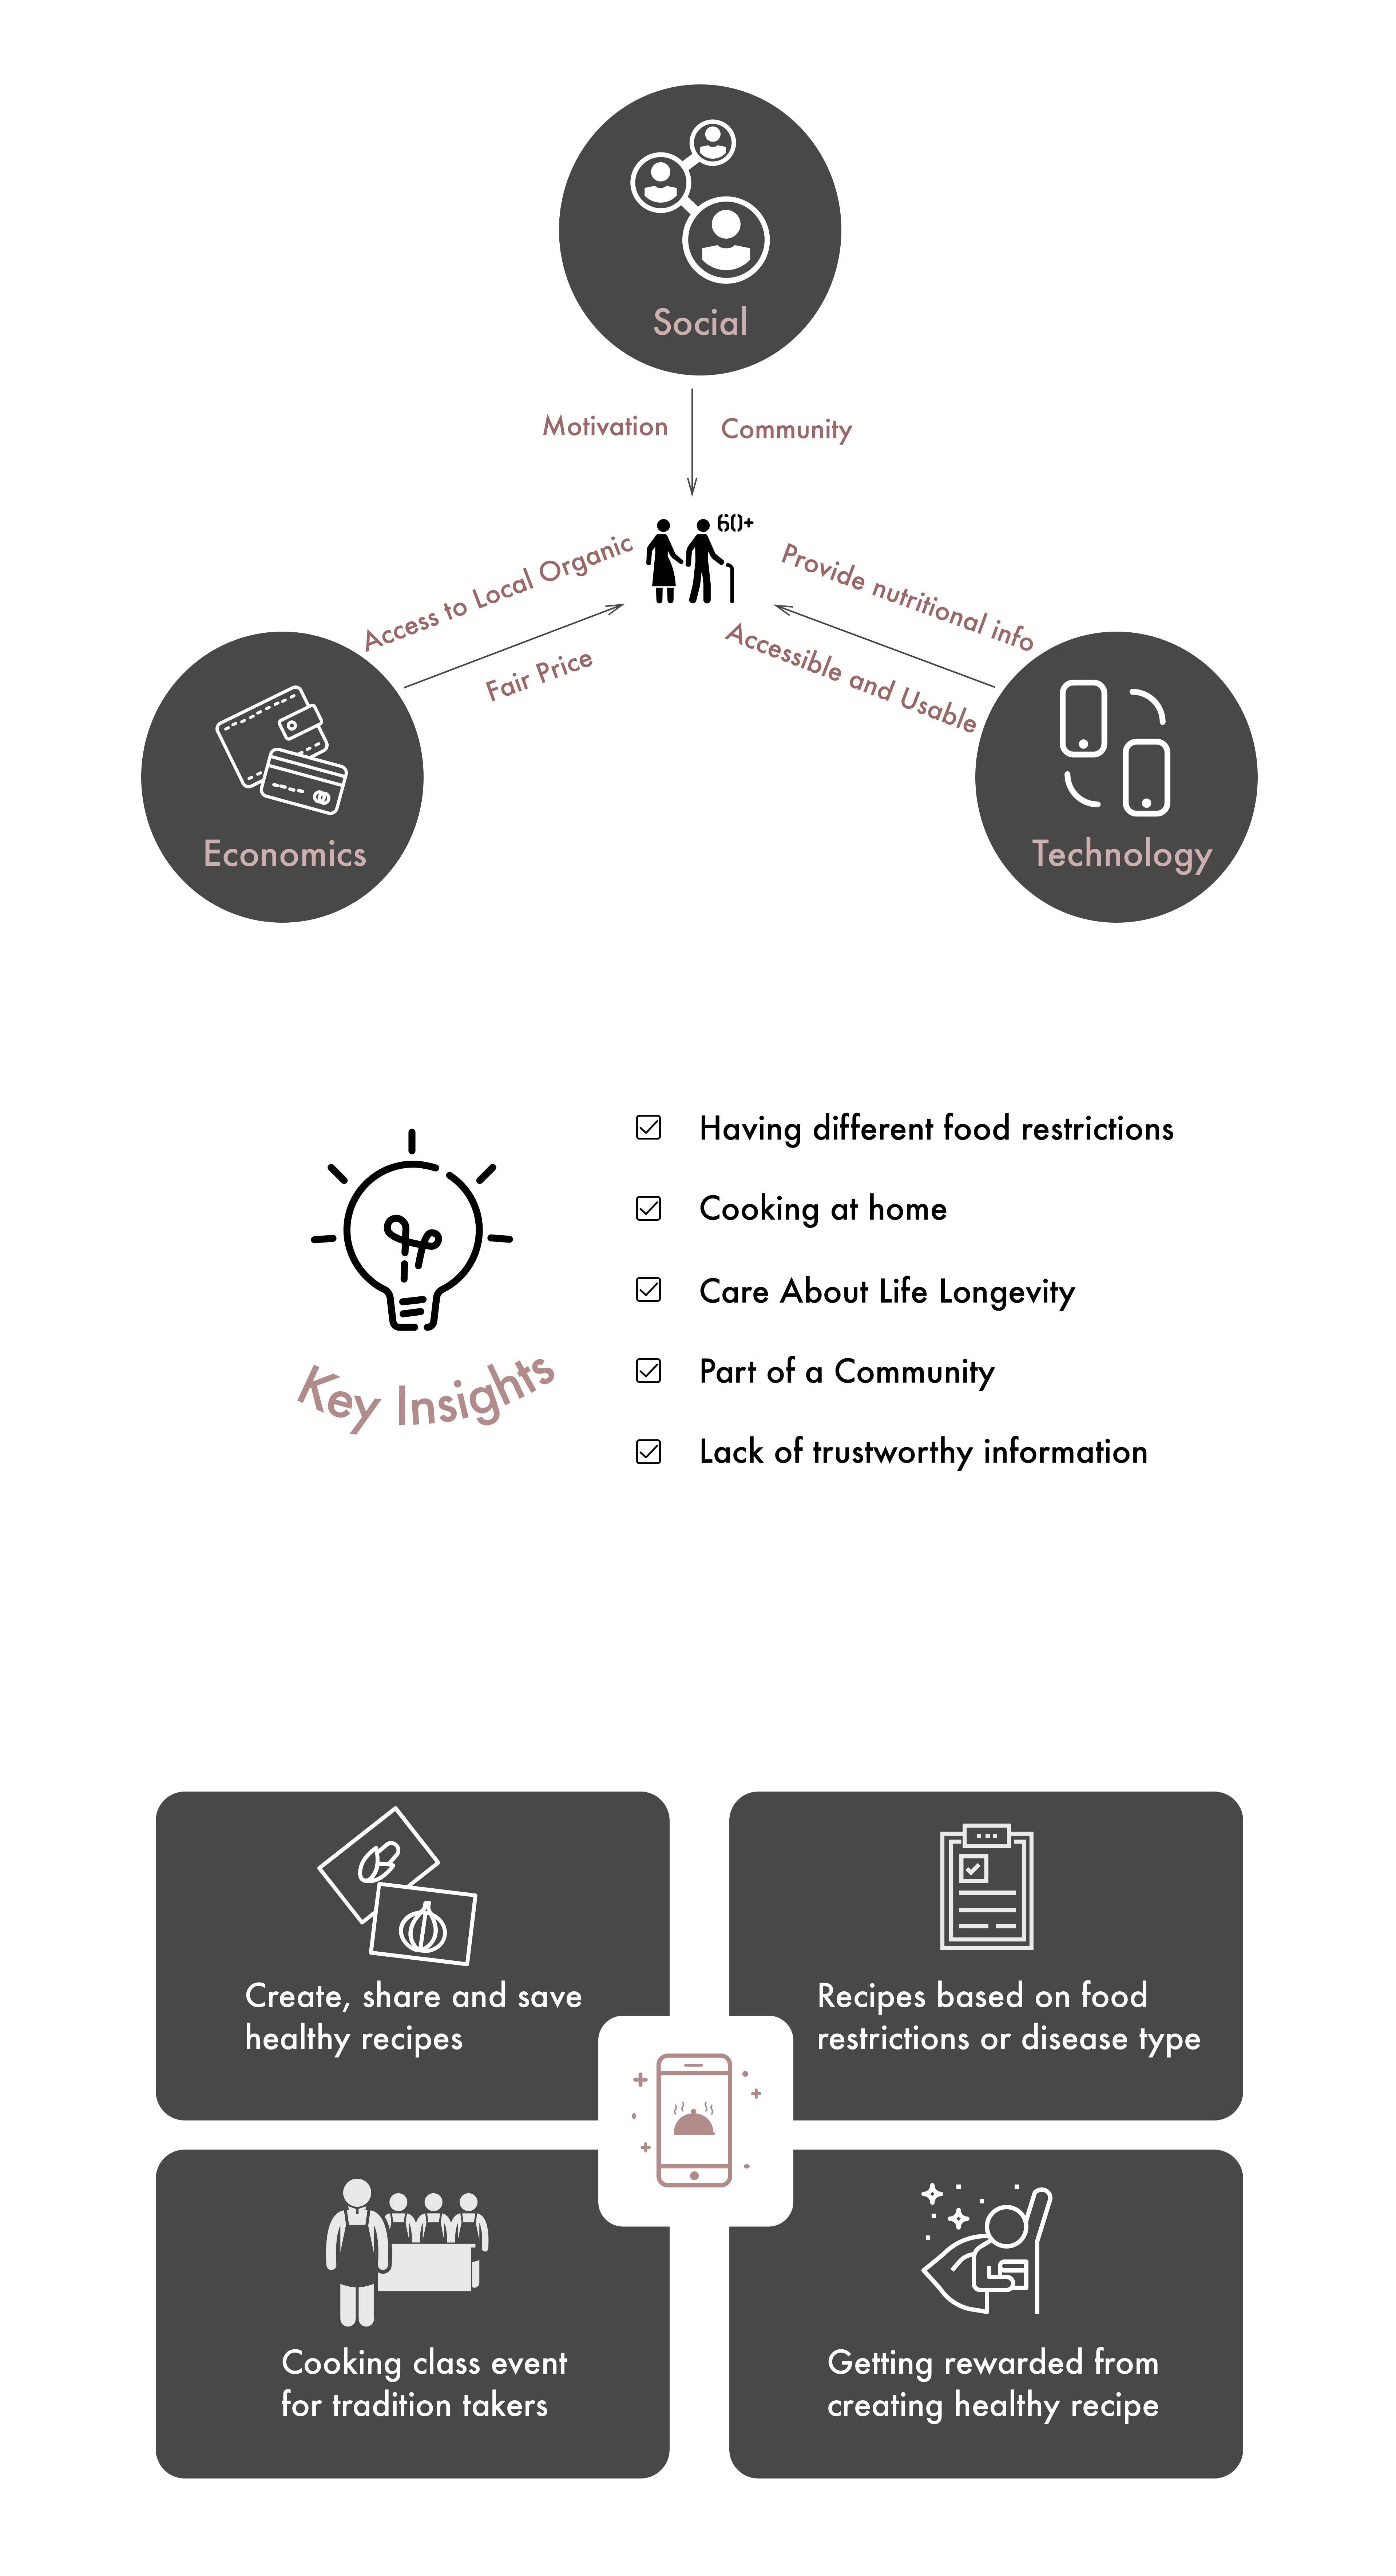 Social
Motivation
Community
60+
Access to Local Organic
Fair Price
Provide nutritional info
Accessible and Usable
Economics
Technology
Key Insights
Having different food restrictions
Cooking at home
Care About Life Longevity
Part of a Community
Lack of trustworthy information
Create, share and save
healthy recipes
Recipes based on food
restrictions or disease type
Cooking class event
for tradition takers
Getting rewarded from
creating healthy recipe